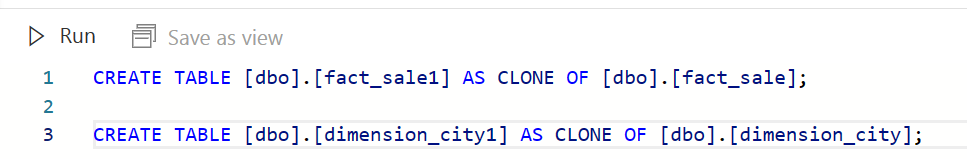 Run Save as view
1 CREATE TABLE [dbo].[fact_sale1] AS CLONE OF [dbo].[fact_sale];
2
3 CREATE TABLE [dbo].[dimension_city1] AS CLONE OF [dbo].[dimension_city];